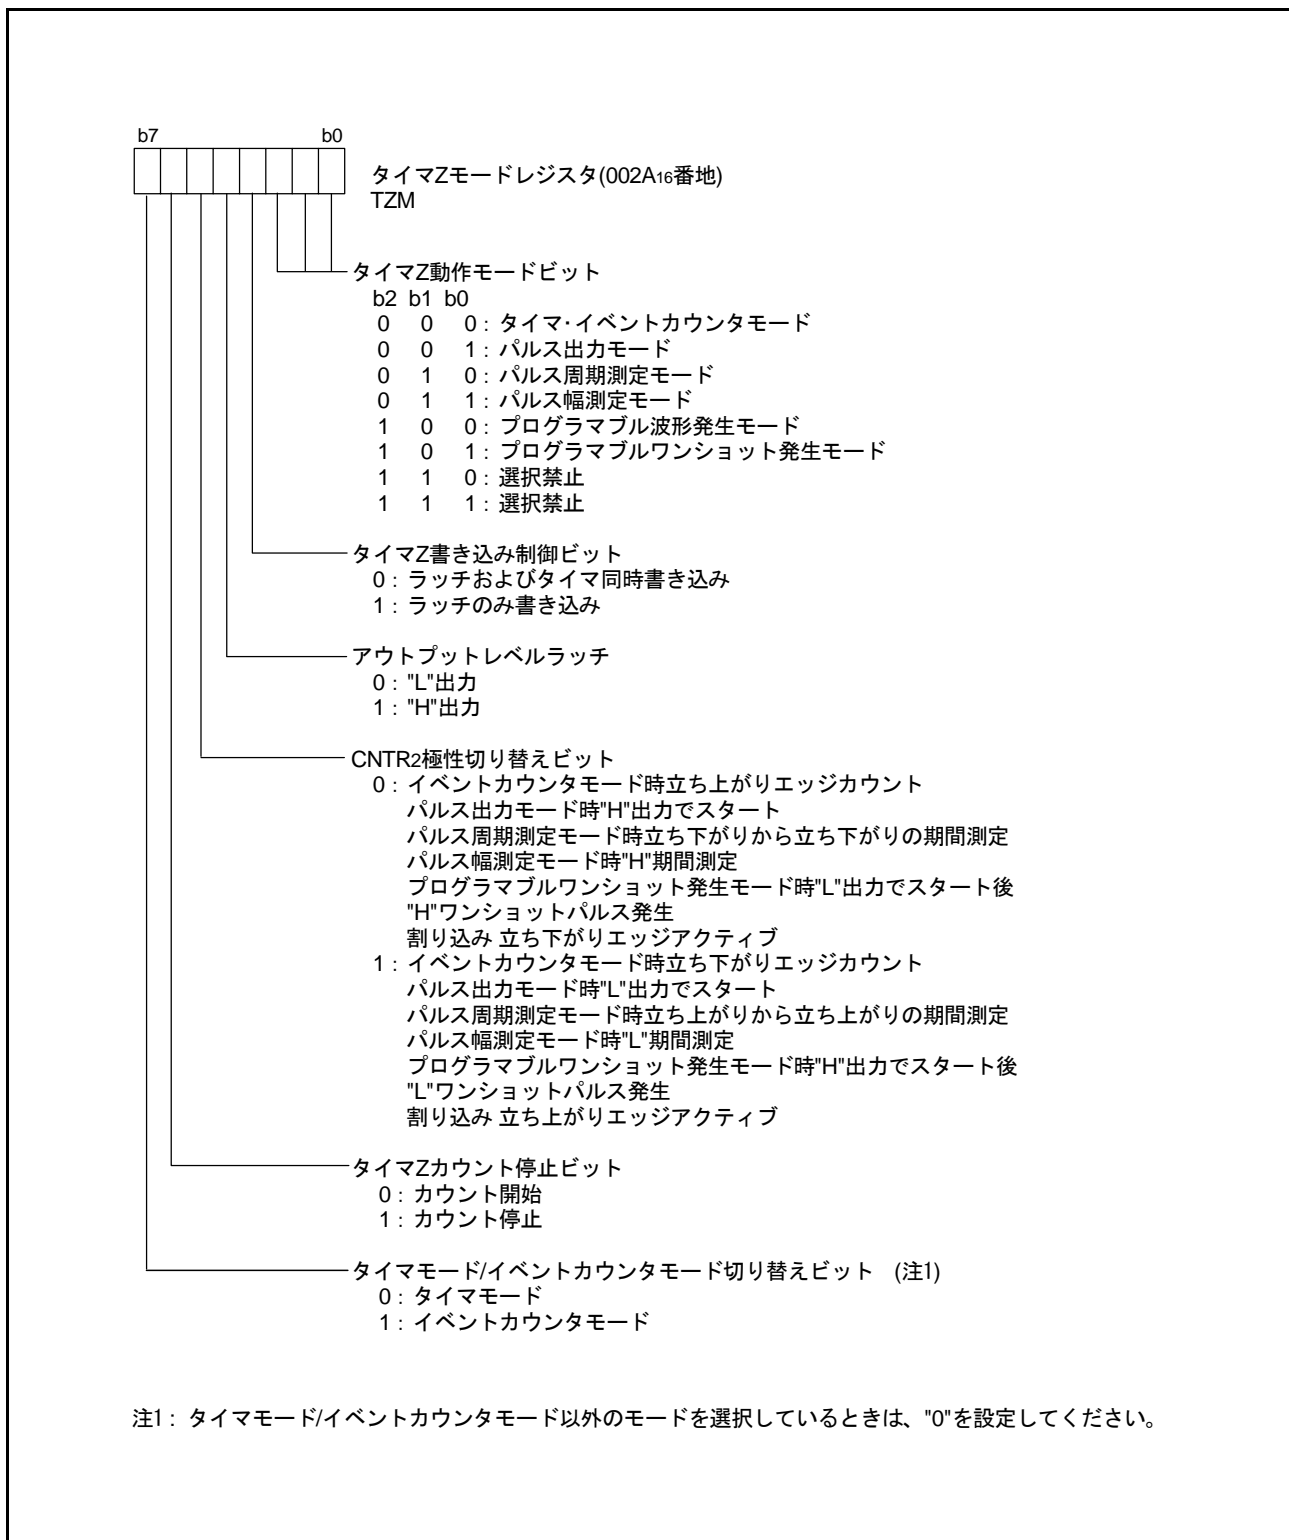 b7 b0
タイマZモードレジスタ(002A16番地)
TZM
タイマZ動作モードビット
b2 b1 b0
0 0 0 : タイマ･イベントカウンタモード
0 0 1 : パルス出力モード
0 1 0 : パルス周期測定モード
0 1 1 : パルス幅測定モード
1 0 0 : プログラマブル波形発生モード
1 0 1 : プログラマブルワンショット発生モード
1 1 0 : 選択禁止
1 1 1 : 選択禁止
タイマZ書き込み制御ビット
0 : ラッチおよびタイマ同時書き込み
1 : ラッチのみ書き込み
アウトプットレベルラッチ
0 : "L"出力
1 : "H"出力
CNTR2極性切り替えビット
0 : イベントカウンタモード時立ち上がりエッジカウント
パルス出力モード時"H"出力でスタート
パルス周期測定モード時立ち下がりから立ち下がりの期間測定
パルス幅測定モード時"H"期間測定
プログラマブルワンショット発生モード時"L"出力でスタート後
"H"ワンショットパルス発生
割り込み 立ち下がりエッジアクティブ
1 : イベントカウンタモード時立ち下がりエッジカウント
パルス出力モード時"L"出力でスタート
パルス周期測定モード時立ち上がりから立ち上がりの期間測定
パルス幅測定モード時"L"期間測定
プログラマブルワンショット発生モード時"H"出力でスタート後
"L"ワンショットパルス発生
割り込み 立ち上がりエッジアクティブ
タイマZカウント停止ビット
0 : カウント開始
1 : カウント停止
タイマモード/イベントカウンタモード切り替えビット (注1)
0 : タイマモード
1 : イベントカウンタモード
注1 : タイマモード/イベントカウンタモード以外のモードを選択しているときは、"0"を設定してください。